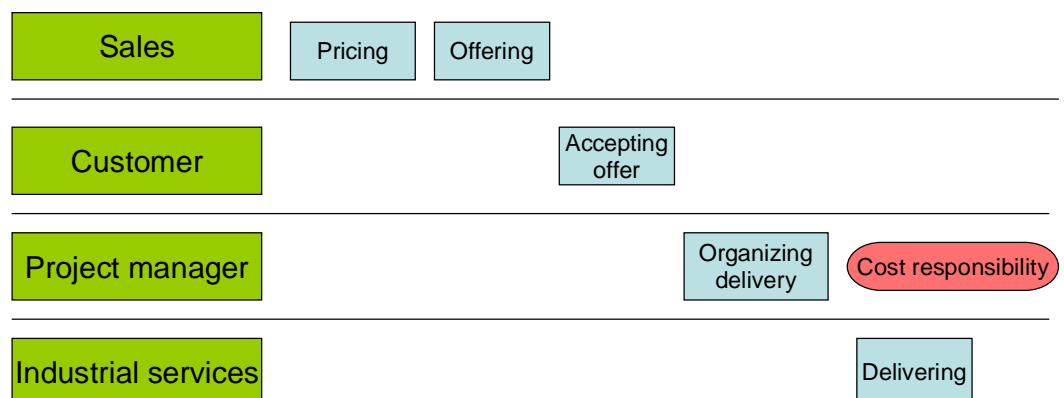 Sales
Pricing
Offering
Customer
Accepting
offer
Project manager
Organizing
delivery
Cost responsibility
Industrial services
Delivering